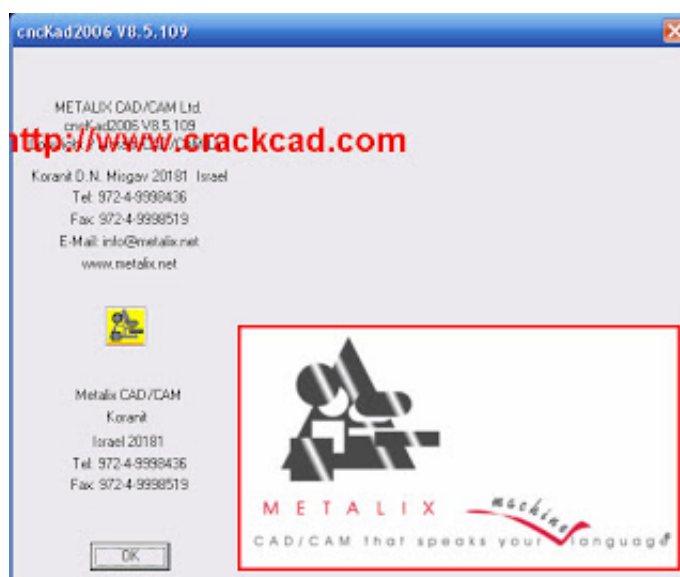 cncKad2006 V8.5.109
METALIX CAD/CAM Ltd.
cncKad2006 V8.5.109
http://www.crackcad.com
Koranit D.N. Misgav 20181 Israel
Tel: 972-4-9998436
Fax: 972-4-9998519
E-Mail: info@metalix.net
www.metalix.net
Metalix CAD/CAM
Koranit
Israel 20181
Tel: 972-4-9998436
Fax: 972-4-9998519
OK
METALIX
machine
CAD/CAM that speaks your language